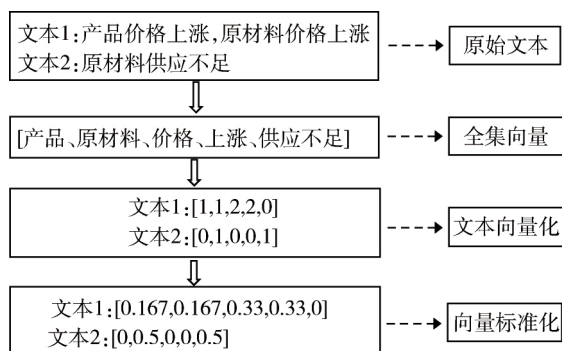 文本1:产品价格上涨,原材料价格上涨
文本2:原材料供应不足
原始文本
[产品、原材料、价格、上涨、供应不足]
全集向量
文本1:[1,1,2,2,0]
文本2:[0,1,0,0,1]
文本向量化
文本1:[0.167,0.167,0.33,0.33,0]
文本2:[0,0.5,0,0,0.5]
向量标准化